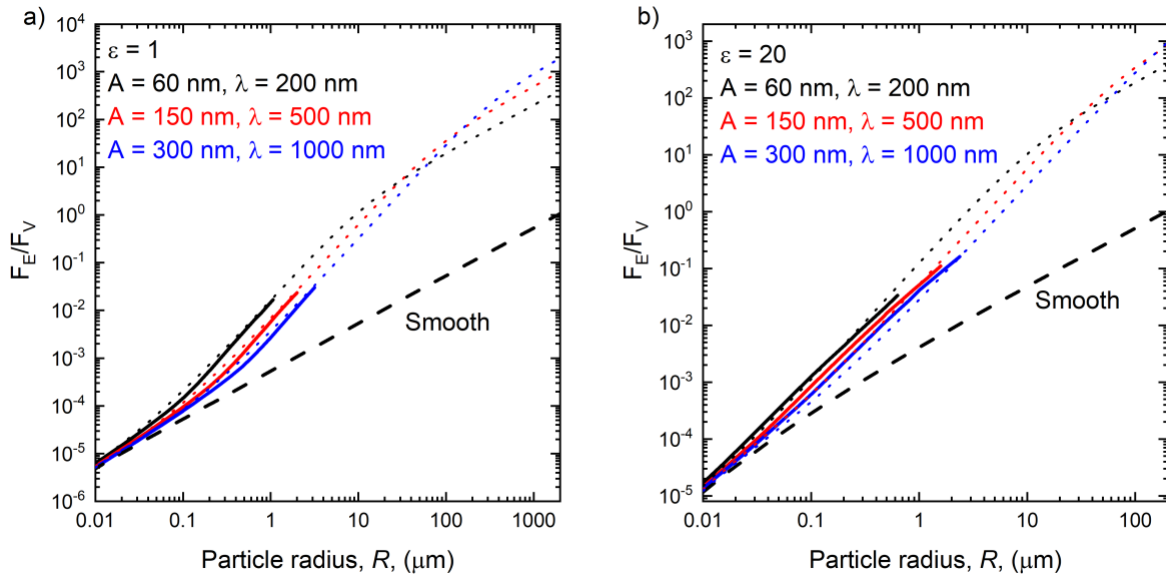 a)
ε = 1
A = 60 nm, λ = 200 nm
A = 150 nm, λ = 500 nm
A = 300 nm, λ = 1000 nm
Smooth
F_E/F_V
10^4
10^3
10^2
10^1
10^0
10^-1
10^-2
10^-3
10^-4
10^-5
10^-6
0.01 0.1 1 10 100 1000
Particle radius, R, (μm)
b)
ε = 20
A = 60 nm, λ = 200 nm
A = 150 nm, λ = 500 nm
A = 300 nm, λ = 1000 nm
Smooth
F_E/F_V
10^3
10^2
10^1
10^0
10^-1
10^-2
10^-3
10^-4
10^-5
0.01 0.1 1 10 100
Particle radius, R, (μm)